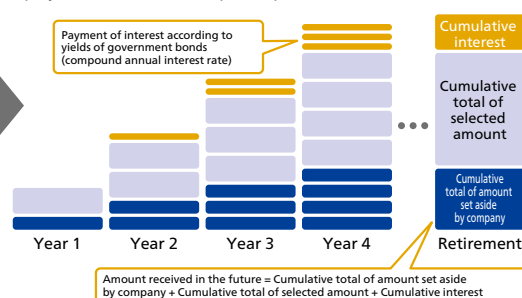 Payment of interest according to
yields of government bonds
(compound annual interest rate)
Cumulative
interest
Cumulative
total of
selected
amount
Cumulative
total of amount
set aside
by company
Year 1
Year 2
Year 3
Year 4
Retirement
Amount received in the future = Cumulative total of amount set aside
by company + Cumulative total of selected amount + Cumulative interest